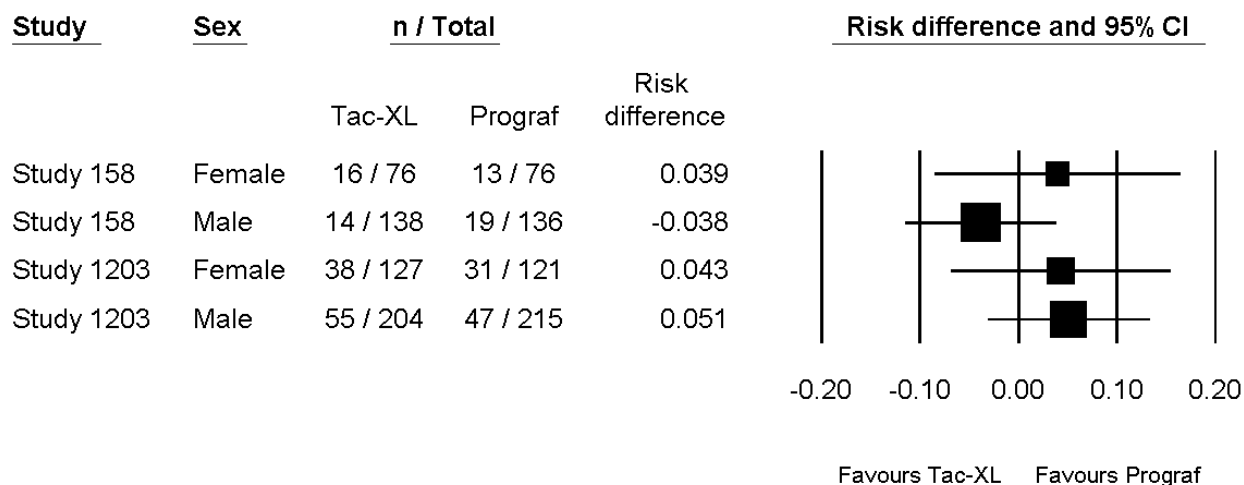 Study Sex n / Total Risk difference and 95% CI
Risk
Tac-XL Prograf difference
Study 158 Female 16 / 76 13 / 76 0.039
Study 158 Male 14 / 138 19 / 136 -0.038
Study 1203 Female 38 / 127 31 / 121 0.043
Study 1203 Male 55 / 204 47 / 215 0.051
-0.20 -0.10 0.00 0.10 0.20
Favours Tac-XL Favours Prograf